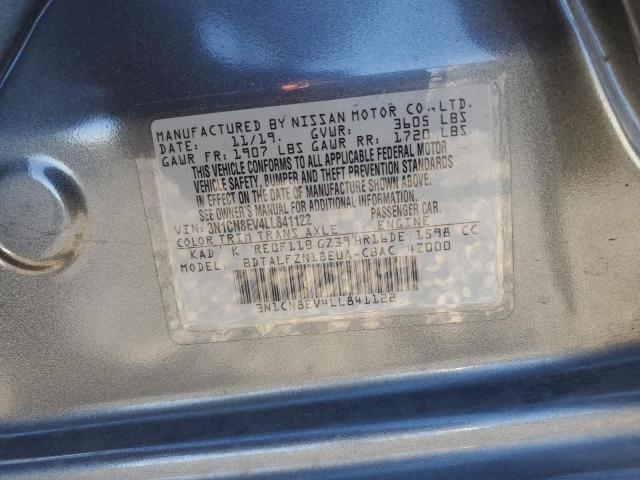 MANUFACTURED BY NISSAN MOTOR CO.,LTD.
DATE: 11/19. GVWR: 3605 LBS
GAWR FR: 1907 LBS GAWR RR: 1720 LBS
THIS VEHICLE CONFORMS TO ALL APPLICABLE FEDERAL MOTOR
VEHICLE SAFETY, BUMPER AND THEFT PREVENTION STANDARDS
IN EFFECT ON THE DATE OF MANUFACTURE SHOWN ABOVE.
SEE OWNER'S MANUAL FOR ADDITIONAL INFORMATION.
VIN: 3N1CN8EV4LL841122 PASSENGER CAR.
COLOR TRIM TRANS AXLE ENGINE
KAD K RE0F11B GZ39 HR16DE 1598 CC
MODEL: BDTALFZN18EUA-CBAC 42000
3N1CN8EV4LL841122